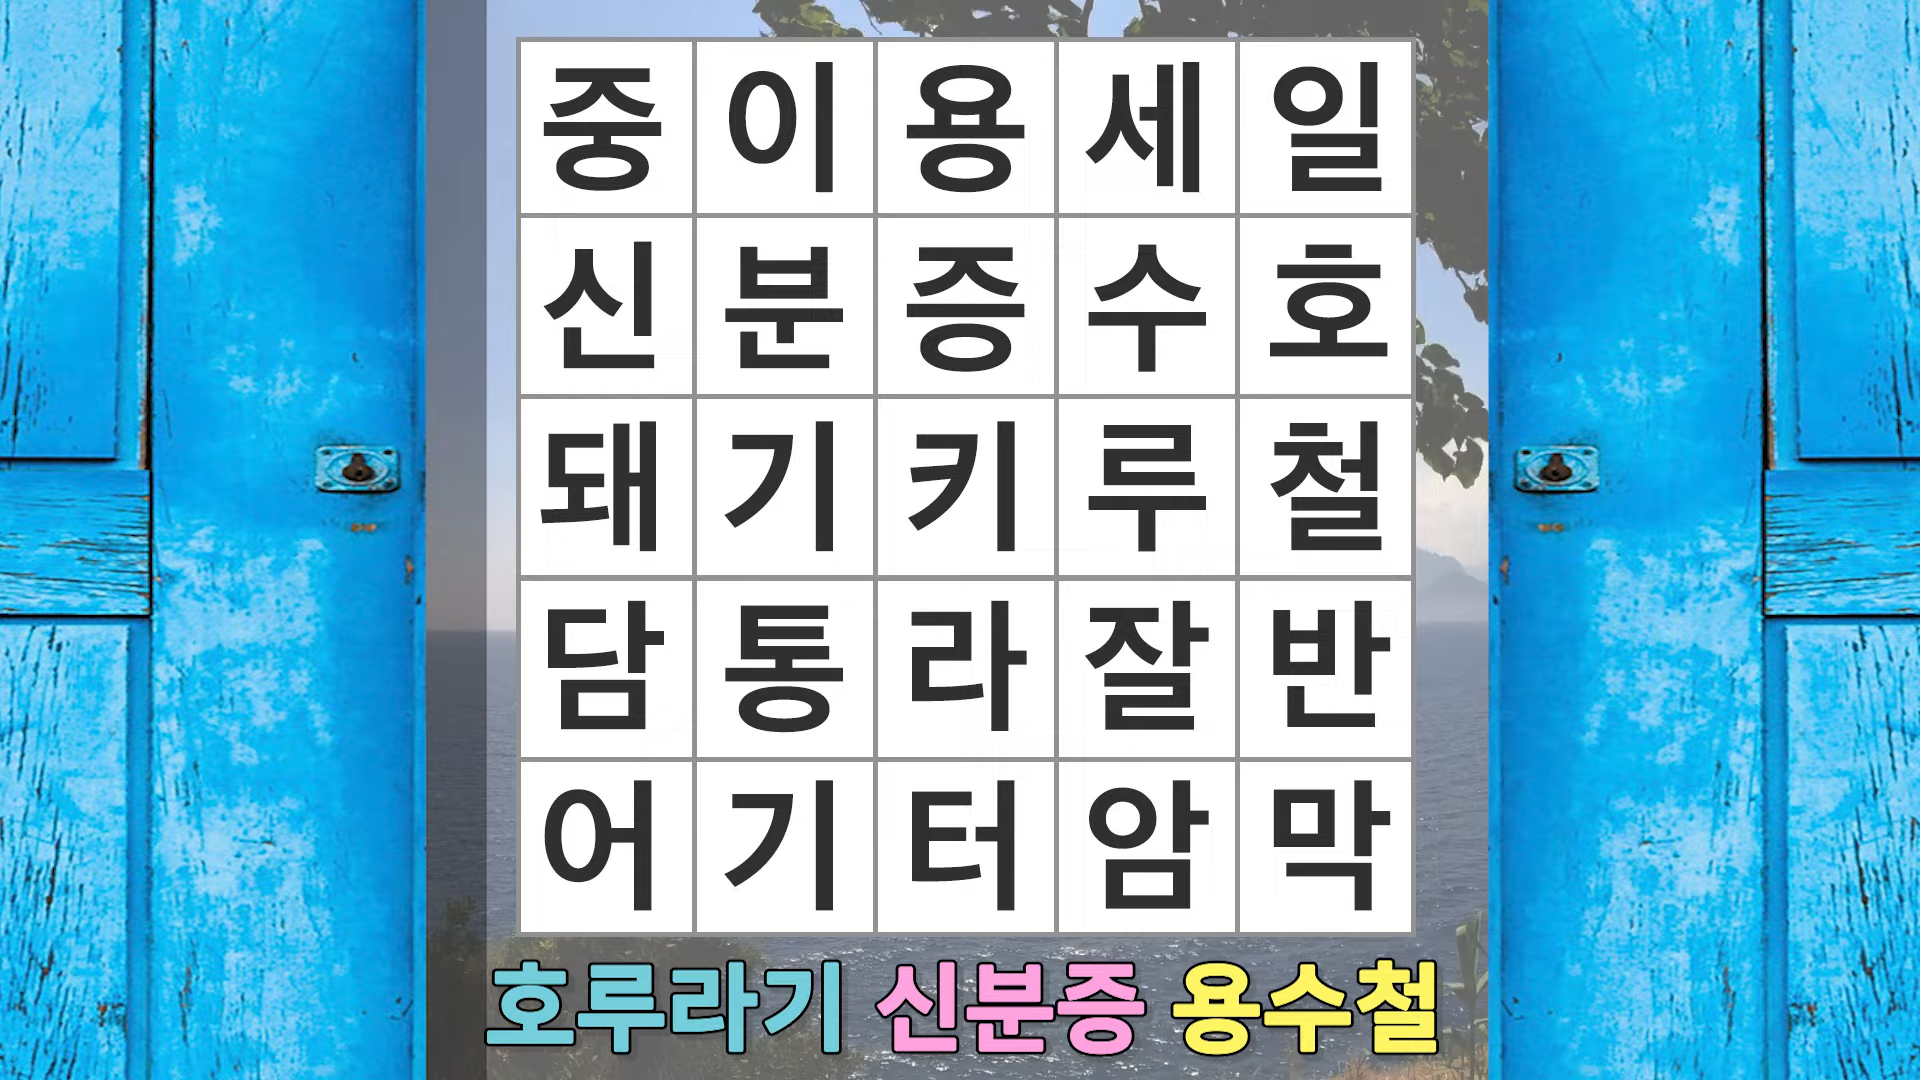 중 이 용 세 일
신 분 증 수 호
돼 기 키 루 철
담 통 라 잘 반
어 기 터 암 막
호루라기 신분증 용수철